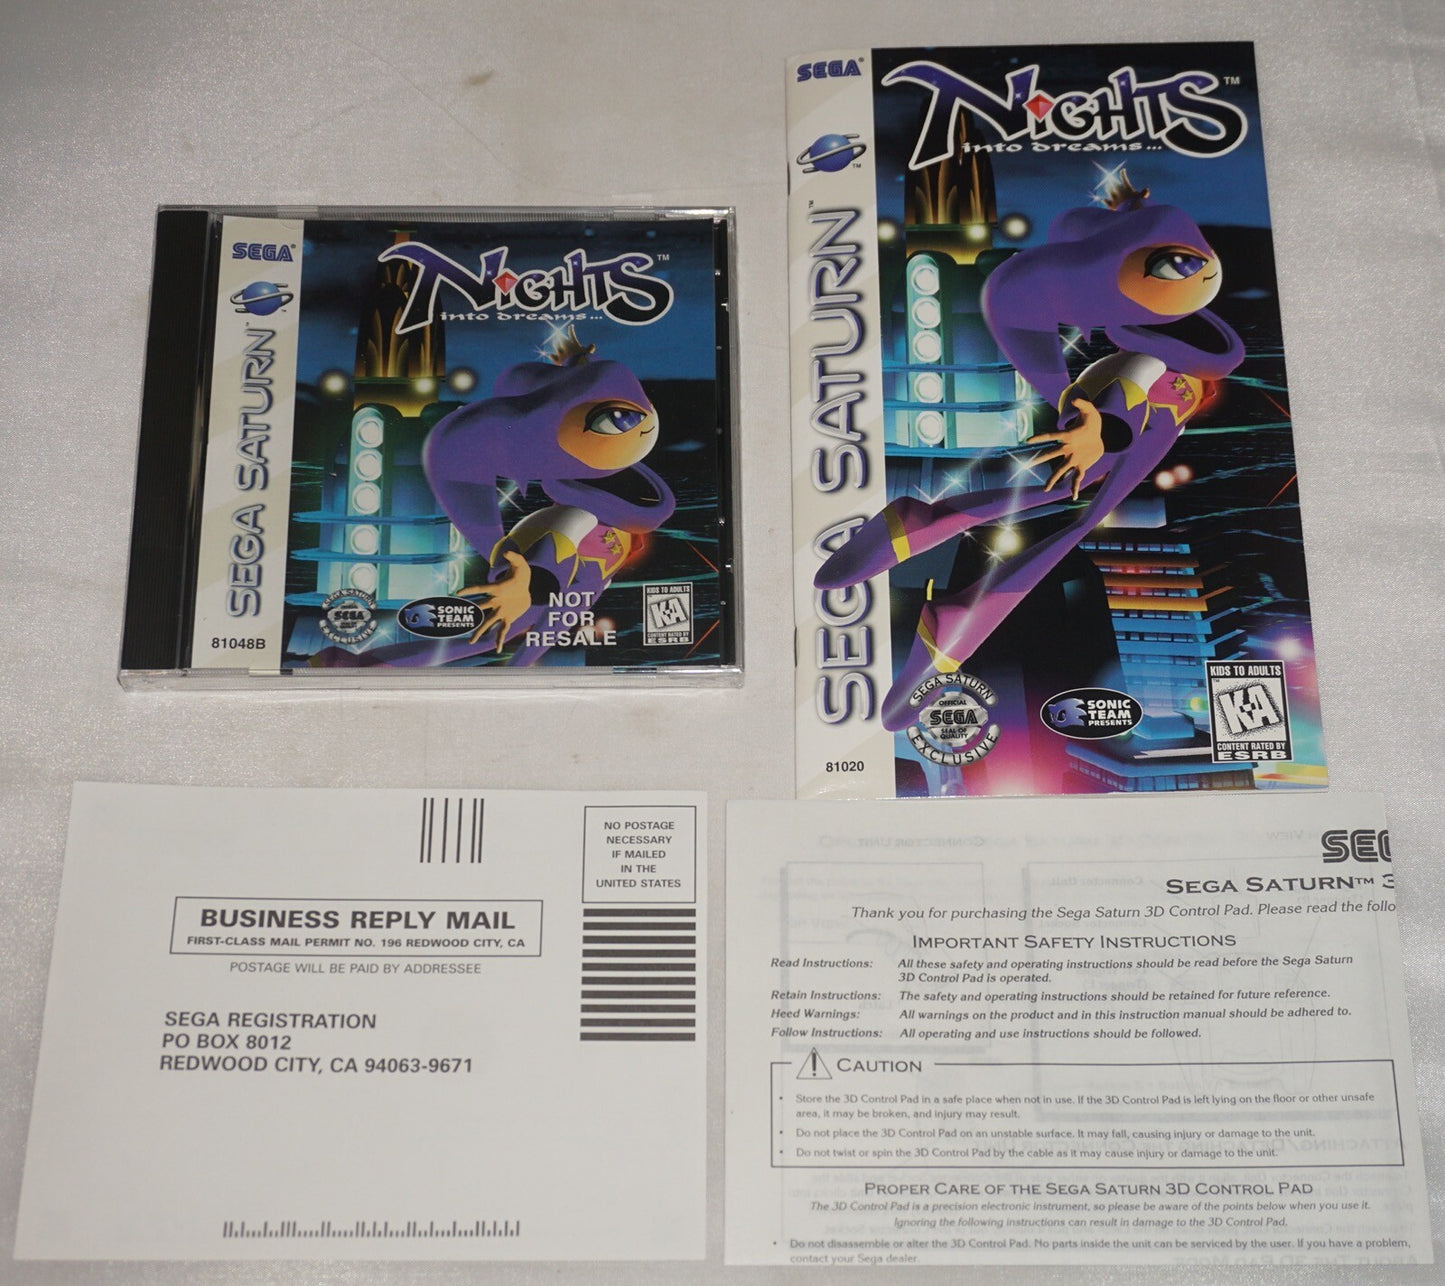 SEGA®
NiGHTS™
into dreams...
SEGA SATURN™
NOT
FOR
RESALE
SEGA SATURN
SEGA
EXCLUSIVE
SONIC
TEAM
PRESENTS
KIDS TO ADULTS
K-A
CONTENT RATED BY
ESRB
81048B
SEGA®
NiGHTS™
into dreams...
SEGA SATURN™
SEGA SATURN
OFFICIAL
SEGA
SEAL OF
QUALITY
EXCLUSIVE
SONIC
TEAM
PRESENTS
KIDS TO ADULTS
K-A
CONTENT RATED BY
ESRB
81020
NO POSTAGE
NECESSARY
IF MAILED
IN THE
UNITED STATES
BUSINESS REPLY MAIL
FIRST-CLASS MAIL PERMIT NO. 196 REDWOOD CITY, CA
POSTAGE WILL BE PAID BY ADDRESSEE
SEGA REGISTRATION
PO BOX 8012
REDWOOD CITY, CA 94063-9671
SEG
SEGA SATURN™ 3
Thank you for purchasing the Sega Saturn 3D Control Pad. Please read the follo
IMPORTANT SAFETY INSTRUCTIONS
Read Instructions: All these safety and operating instructions should be read before the Sega Saturn
3D Control Pad is operated.
Retain Instructions: The safety and operating instructions should be retained for future reference.
Heed Warnings: All warnings on the product and in this instruction manual should be adhered to.
Follow Instructions: All operating and use instructions should be followed.
CAUTION
• Store the 3D Control Pad in a safe place when not in use. If the 3D Control Pad is left lying on the floor or other unsafe
area, it may be broken, and injury may result.
• Do not place the 3D Control Pad on an unstable surface. It may fall, causing injury or damage to the unit.
• Do not twist or spin the 3D Control Pad by the cable as it may cause injury or damage to the unit.
PROPER CARE OF THE SEGA SATURN 3D CONTROL PAD
The 3D Control Pad is a precision electronic instrument, so please be aware of the points below when you use it.
Ignoring the following instructions can result in damage to the 3D Control Pad.
• Do not disassemble or alter the 3D Control Pad. No parts inside the unit can be serviced by the user. If you have a problem,
contact your Sega dealer.